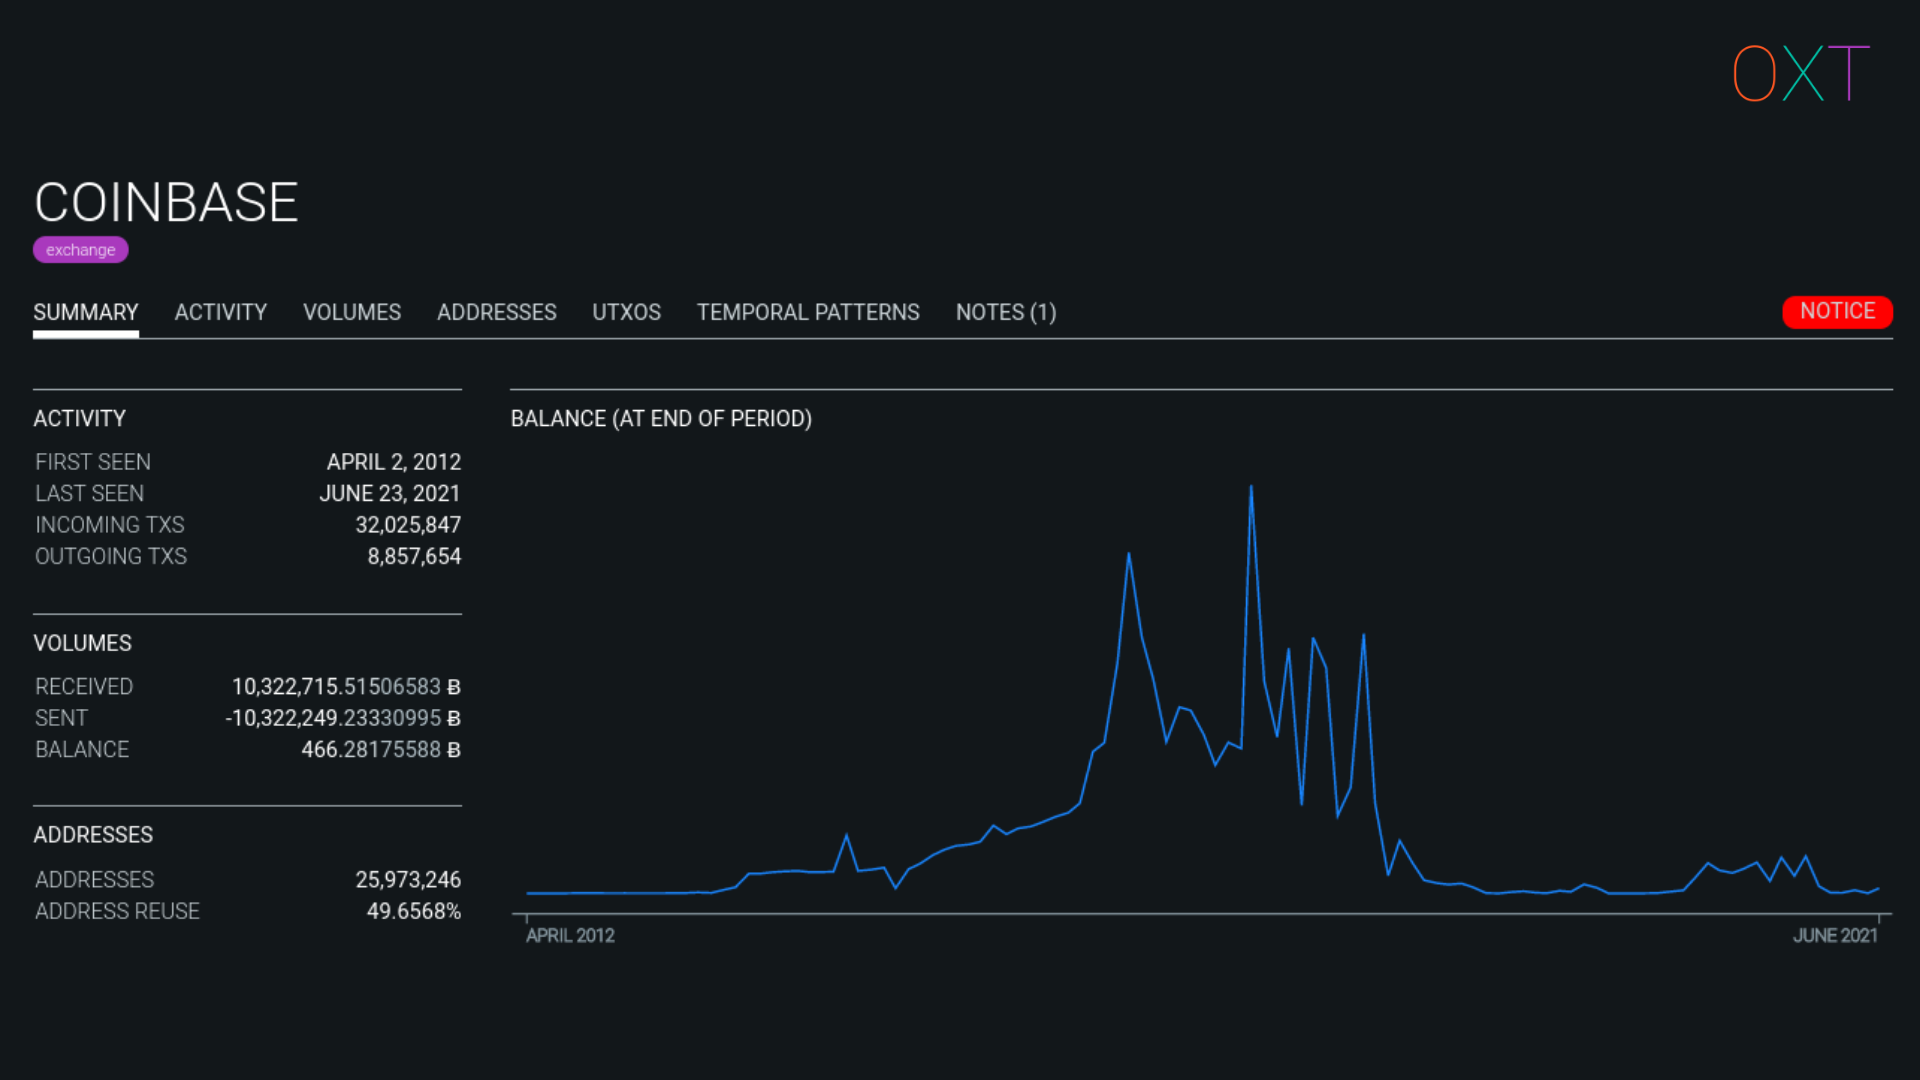 OXT
COINBASE
exchange
SUMMARY ACTIVITY VOLUMES ADDRESSES UTXOS TEMPORAL PATTERNS NOTES (1) NOTICE
ACTIVITY
FIRST SEEN APRIL 2, 2012
LAST SEEN JUNE 23, 2021
INCOMING TXS 32,025,847
OUTGOING TXS 8,857,654
VOLUMES
RECEIVED 10,322,715.51506583 Ƀ
SENT -10,322,249.23330995 Ƀ
BALANCE 466.28175588 Ƀ
ADDRESSES
ADDRESSES 25,973,246
ADDRESS REUSE 49.6568%
BALANCE (AT END OF PERIOD)
APRIL 2012 JUNE 2021